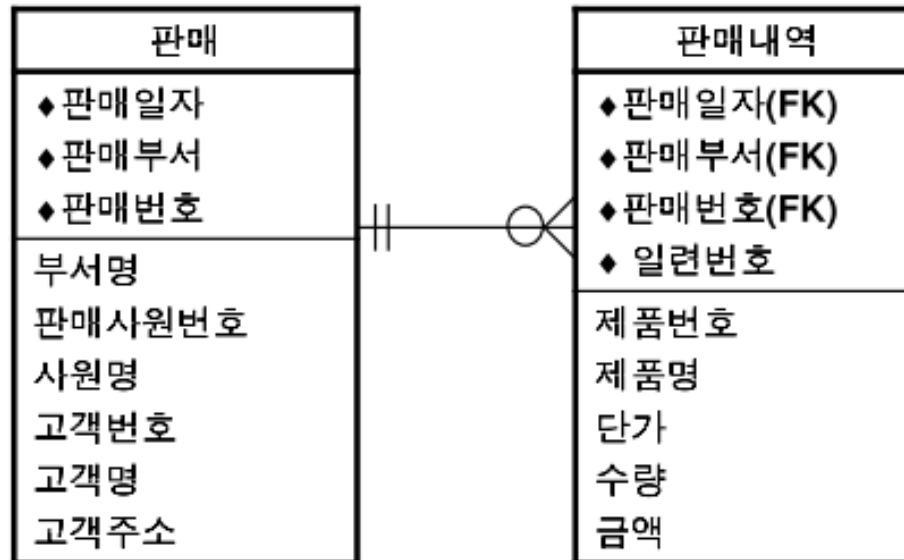 판매
♦판매일자
♦판매부서
♦판매번호
부서명
판매사원번호
사원명
고객번호
고객명
고객주소
판매내역
♦판매일자(FK)
♦판매부서(FK)
♦판매번호(FK)
♦ 일련번호
제품번호
제품명
단가
수량
금액